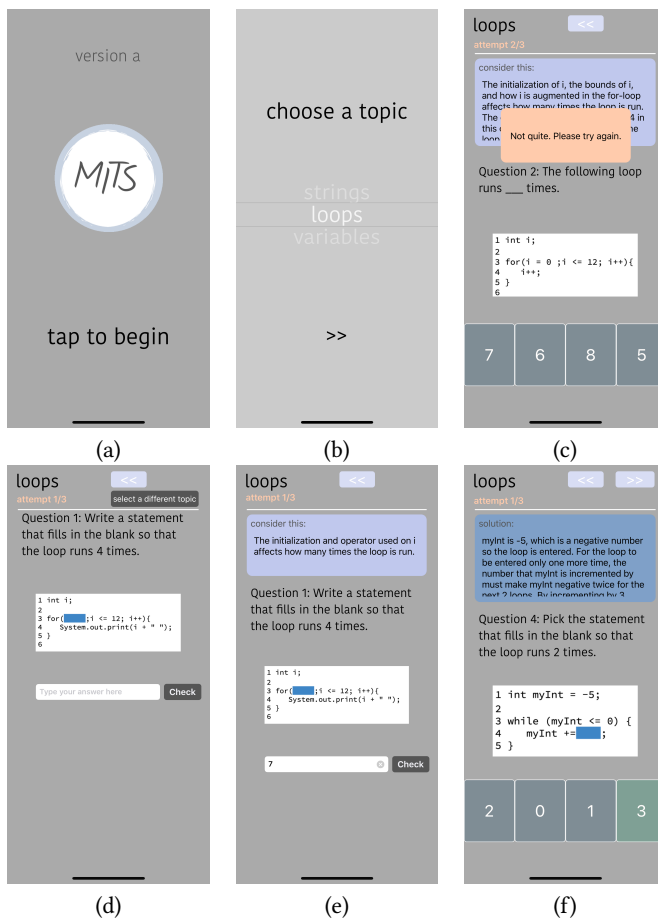 version a
MITS
tap to begin
(a)
choose a topic
strings
loops
variables
>>
(b)
loops
<<
attempt 2/3
consider this:
The initialization of i, the bounds of i,
and how i is augmented in the for-loop
affects how many times the loop is run.
The
4 in
this
Not quite. Please try again.
Question 2: The following loop
runs ___ times.
1 int i;
2
3 for(i = 0 ;i <= 12; i++){
4 i++;
5 }
6
7 6 8 5
(c)
loops
<<
attempt 1/3
select a different topic
Question 1: Write a statement
that fills in the blank so that
the loop runs 4 times.
1 int i;
2
3 for( ;i <= 12; i++){
4 System.out.print(i + " ");
5 }
6
Type your answer here
Check
(d)
loops
<<
attempt 1/3
consider this:
The initialization and operator used on i
affects how many times the loop is run.
Question 1: Write a statement
that fills in the blank so that
the loop runs 4 times.
1 int i;
2
3 for( ;i <= 12; i++){
4 System.out.print(i + " ");
5 }
6
7
Check
(e)
loops
<< >>
attempt 1/3
solution:
myInt is -5, which is a negative number
so the loop is entered. For the loop to
be entered only one more time, the
number that myInt is incremented by
must make myInt negative twice for the
next 2 loops. By incrementing by 3
Question 4: Pick the statement
that fills in the blank so that
the loop runs 2 times.
1 int myInt = -5;
2
3 while (myInt <= 0) {
4 myInt += ;
5 }
2 0 1 3
(f)